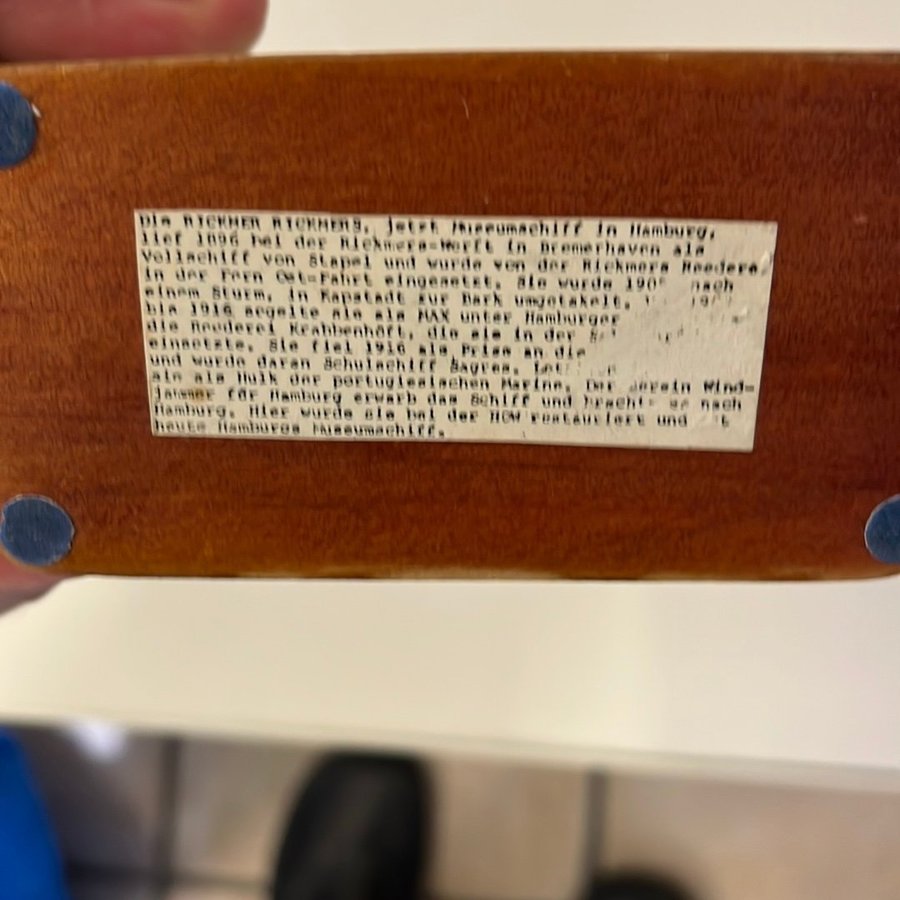 Die RICKMER RICKMERS, jetzt Museumschiff in Hamburg,
lief 1896 bei der Rickmers-Werft in Bremerhaven als
Vollschiff von Stapel und wurde von der Rickmers Reedere
in der Fern Ost-Fahrt eingesetzt. Sie wurde nach
einem Sturm, in Kapstadt zur Bark umgetakelt.
bis 1916 segelte sie als MAX unter Hamburger
die Reederei Krabbenhöft, die sie in der
einsetzte. Sie fiel 1916 als Prise an die
und wurde daran Schulschiff Sagres.
sie als Hulk der portugiesischen Marine. Der Verein Wind-
jammer für Hamburg erwarb das Schiff und nach
Hamburg. Hier wurde sie bei der HCW restauriert und
heute Hamburgs Museumschiff.